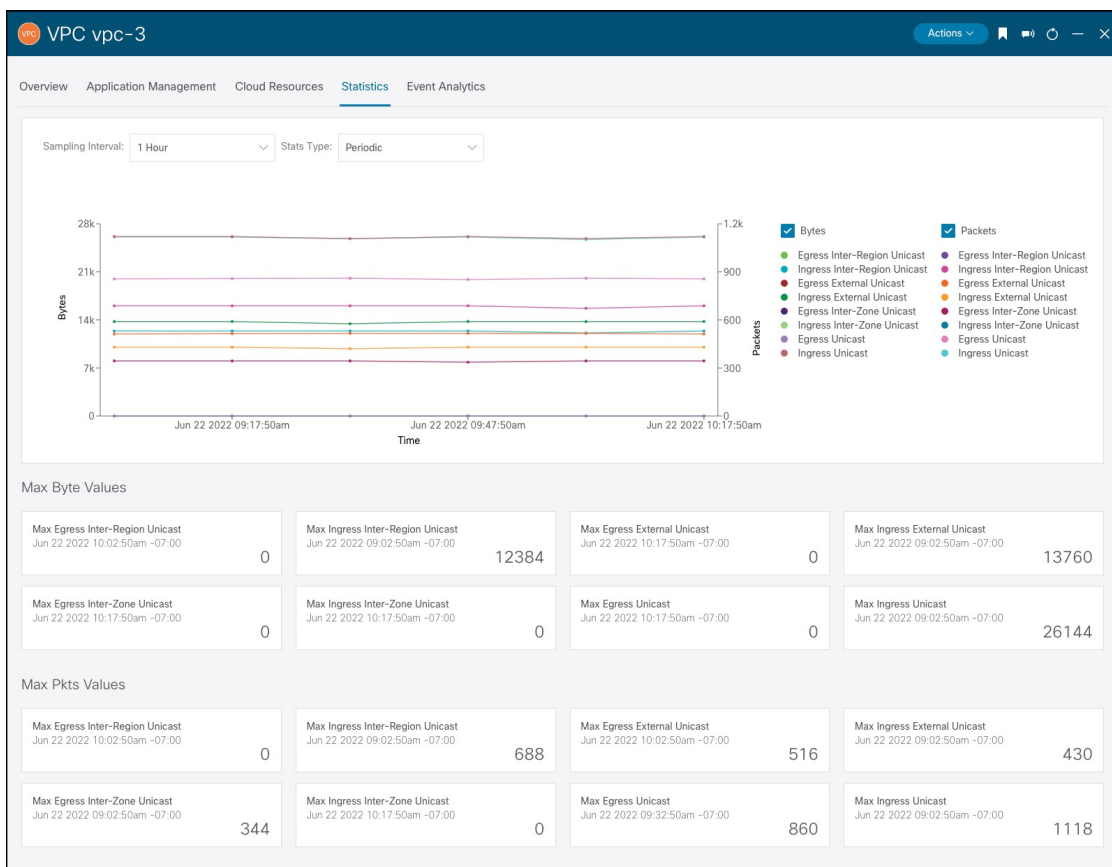 VPC VPC vpc-3 Actions
Overview Application Management Cloud Resources Statistics Event Analytics
Sampling Interval: 1 Hour Stats Type: Periodic
28k 1.2k
21k 900
14k 600
7k 300
0 0
Bytes
Packets
Jun 22 2022 09:17:50am Jun 22 2022 09:47:50am Jun 22 2022 10:17:50am
Time
Bytes Packets
Egress Inter-Region Unicast Egress Inter-Region Unicast
Ingress Inter-Region Unicast Ingress Inter-Region Unicast
Egress External Unicast Egress External Unicast
Ingress External Unicast Ingress External Unicast
Egress Inter-Zone Unicast Egress Inter-Zone Unicast
Ingress Inter-Zone Unicast Ingress Inter-Zone Unicast
Egress Unicast Egress Unicast
Ingress Unicast Ingress Unicast
Max Byte Values
Max Egress Inter-Region Unicast
Jun 22 2022 10:02:50am -07:00
0
Max Ingress Inter-Region Unicast
Jun 22 2022 09:02:50am -07:00
12384
Max Egress External Unicast
Jun 22 2022 10:17:50am -07:00
0
Max Ingress External Unicast
Jun 22 2022 09:02:50am -07:00
13760
Max Egress Inter-Zone Unicast
Jun 22 2022 10:17:50am -07:00
0
Max Ingress Inter-Zone Unicast
Jun 22 2022 10:17:50am -07:00
0
Max Egress Unicast
Jun 22 2022 10:17:50am -07:00
0
Max Ingress Unicast
Jun 22 2022 09:02:50am -07:00
26144
Max Pkts Values
Max Egress Inter-Region Unicast
Jun 22 2022 10:02:50am -07:00
0
Max Ingress Inter-Region Unicast
Jun 22 2022 09:02:50am -07:00
688
Max Egress External Unicast
Jun 22 2022 10:02:50am -07:00
516
Max Ingress External Unicast
Jun 22 2022 09:02:50am -07:00
430
Max Egress Inter-Zone Unicast
Jun 22 2022 09:02:50am -07:00
344
Max Ingress Inter-Zone Unicast
Jun 22 2022 10:17:50am -07:00
0
Max Egress Unicast
Jun 22 2022 09:32:50am -07:00
860
Max Ingress Unicast
Jun 22 2022 09:02:50am -07:00
1118